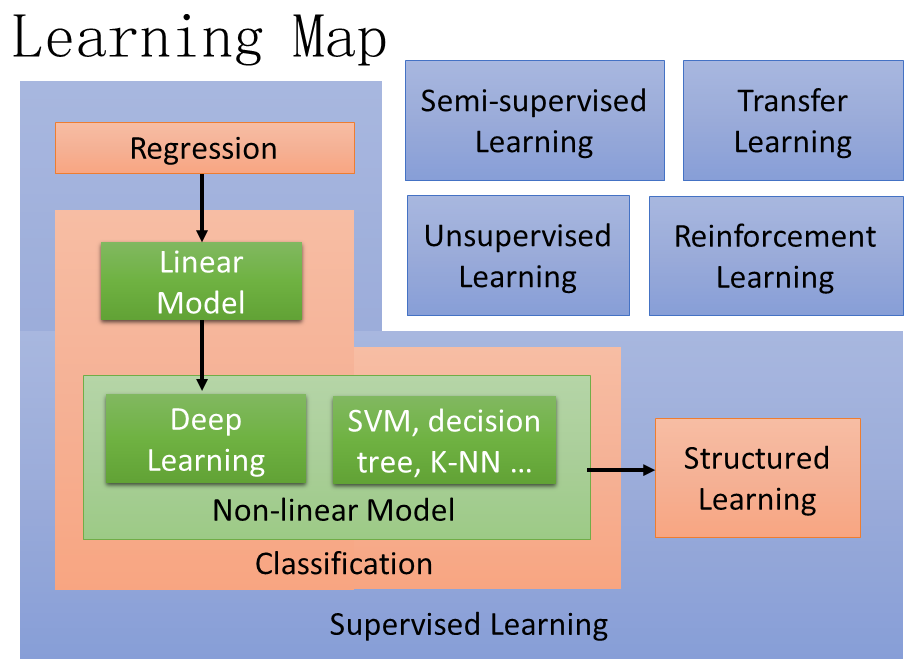 Learning Map
Regression
Linear
Model
Deep
Learning
SVM, decision
tree, K-NN …
Non-linear Model
Classification
Structured
Learning
Supervised Learning
Semi-supervised
Learning
Transfer
Learning
Unsupervised
Learning
Reinforcement
Learning